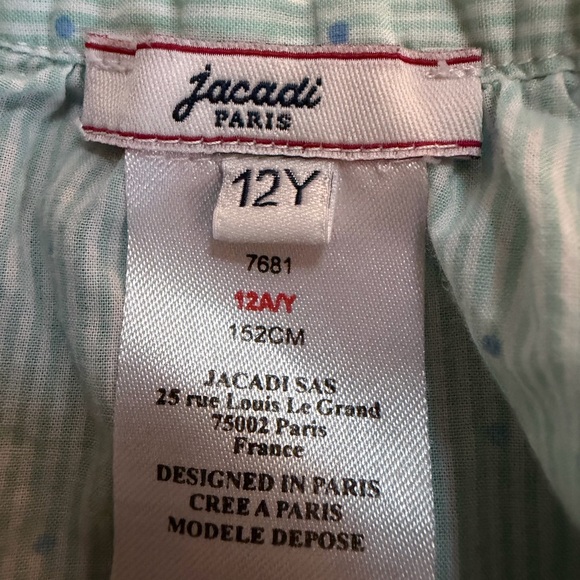 jacadi
PARIS
12Y
7681
12A/Y
152CM
JACADI SAS
25 rue Louis Le Grand
75002 Paris
France
DESIGNED IN PARIS
CREE A PARIS
MODELE DEPOSE